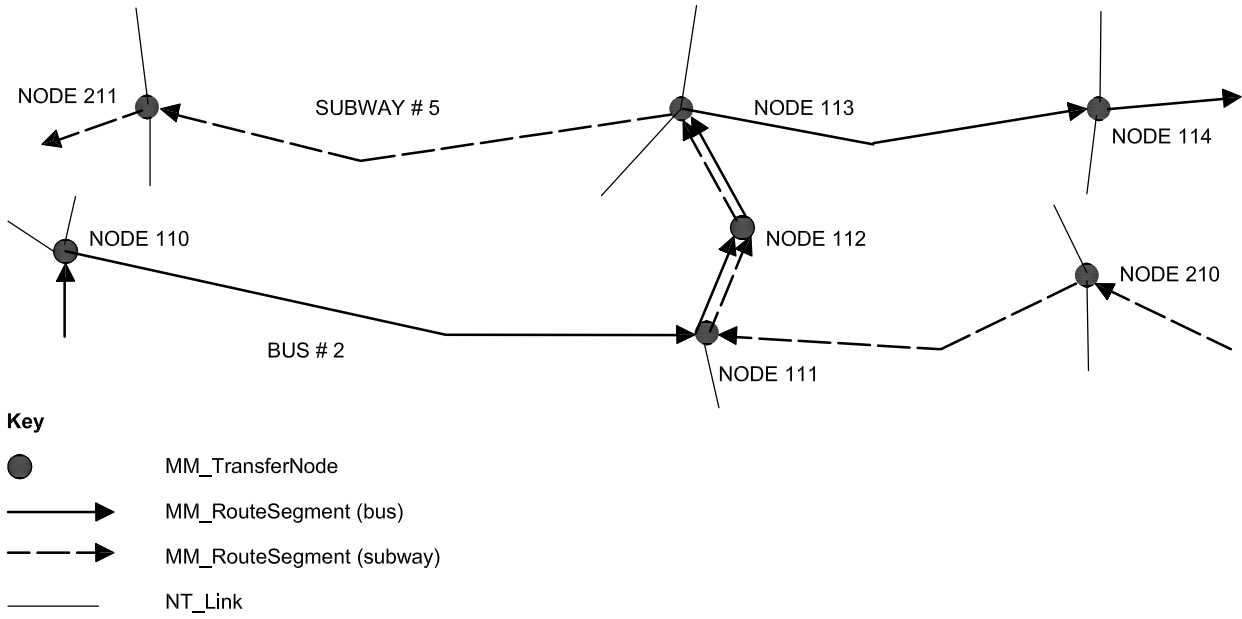 NODE 211
SUBWAY # 5
NODE 113
NODE 114
NODE 110
NODE 112
NODE 210
BUS # 2
NODE 111
Key
MM_TransferNode
MM_RouteSegment (bus)
MM_RouteSegment (subway)
NT_Link